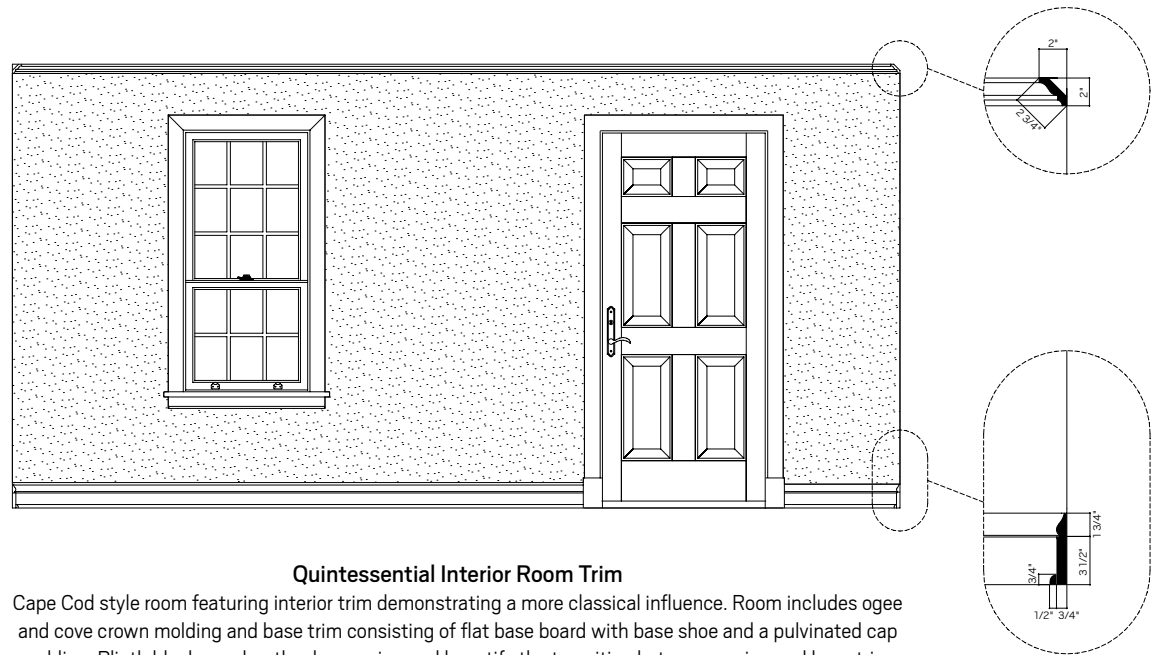 2"
2"
2 3/4"
1 3/4"
3 1/2"
3/4"
1/2" 3/4"
Quintessential Interior Room Trim
Cape Cod style room featuring interior trim demonstrating a more classical influence. Room includes ogee
and cove crown molding and base trim consisting of flat base board with base shoe and a pulvinated cap